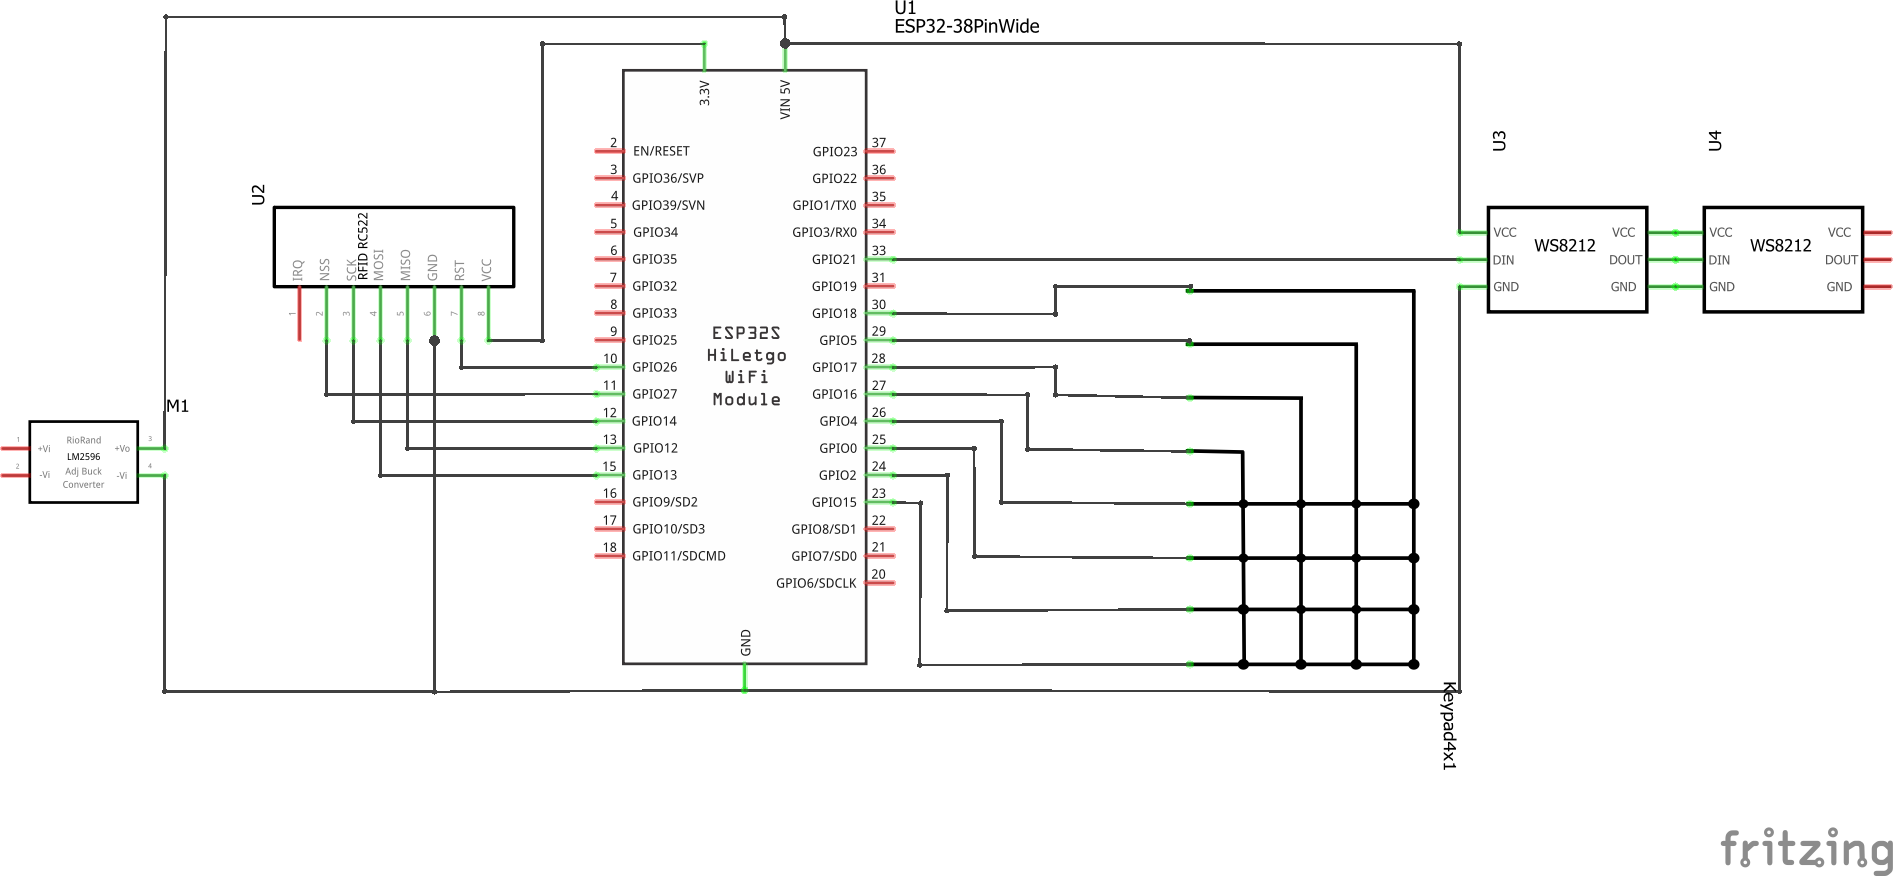 U1
ESP32-38PinWide
3.3V
VIN 5V
2 EN/RESET
3 GPIO36/SVP
4 GPIO39/SVN
5 GPIO34
6 GPIO35
7 GPIO32
8 GPIO33
9 GPIO25
10 GPIO26
11 GPIO27
12 GPIO14
13 GPIO12
15 GPIO13
16 GPIO9/SD2
17 GPIO10/SD3
18 GPIO11/SDCMD
GPIO23 37
GPIO22 36
GPIO1/TX0 35
GPIO3/RX0 34
GPIO21 33
GPIO19 31
GPIO18 30
GPIO5 29
GPIO17 28
GPIO16 27
GPIO4 26
GPIO0 25
GPIO2 24
GPIO15 23
GPIO8/SD1 22
GPIO7/SD0 21
GPIO6/SDCLK 20
GND
ESP32S
HiLetgo
WiFi
Module
U2
RFID RC522
IRQ
NSS
SCK
MOSI
MISO
GND
RST
VCC
1
2
3
4
5
6
7
8
M1
RioRand
LM2596
Adj Buck
Converter
1 +Vi
2 -Vi
+Vo 3
-Vi 4
U3
WS8212
VCC
DIN
GND
VCC
DOUT
GND
U4
WS8212
VCC
DIN
GND
VCC
DOUT
GND
Keypad4x1
fritzing